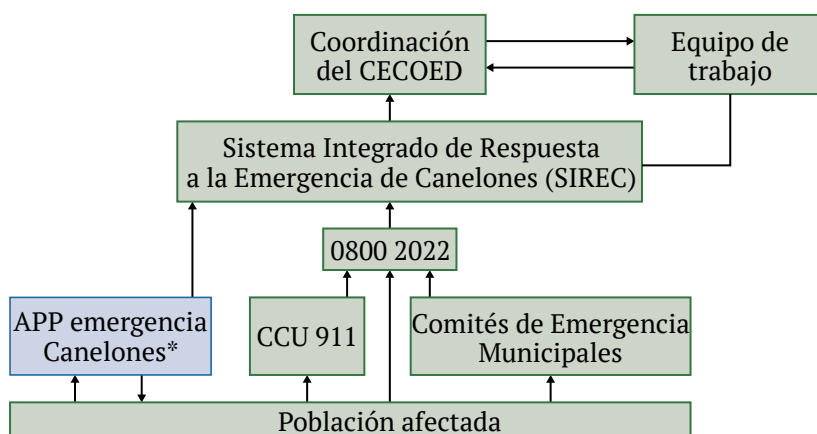 Coordinación
del CECOED
Equipo de
trabajo
Sistema Integrado de Respuesta
a la Emergencia de Canelones (SIREC)
0800 2022
APP emergencia
Canelones*
CCU 911
Comités de Emergencia
Municipales
Población afectada